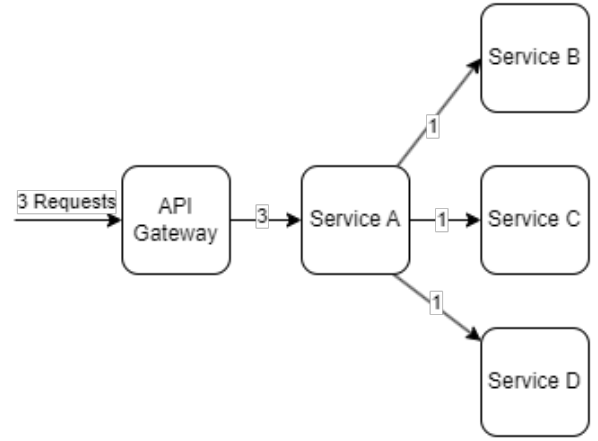 3 Requests
API
Gateway
3
Service A
1
Service B
1
Service C
1
Service D